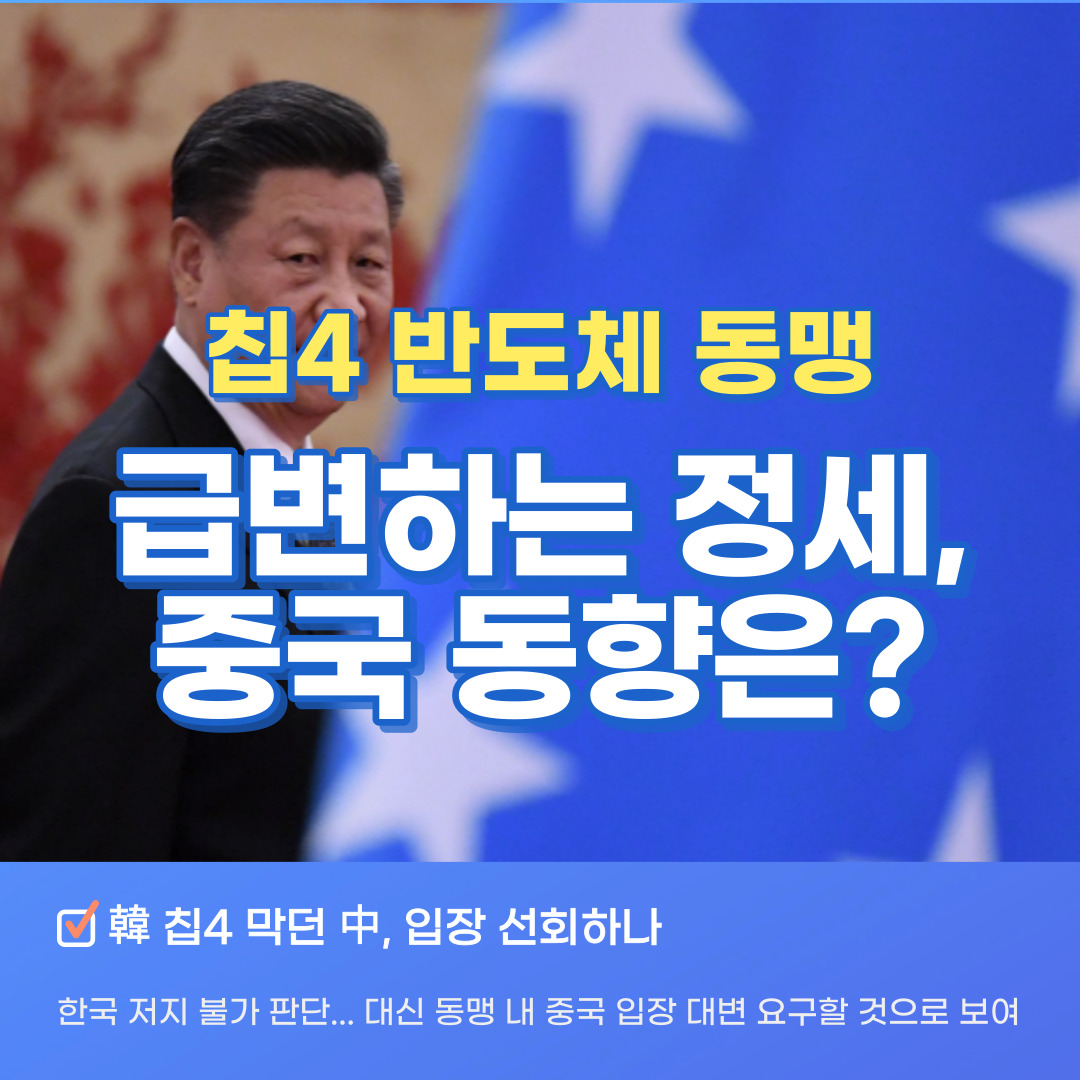 칩4 반도체 동맹
급변하는 정세,
중국 동향은?
韓 칩4 막던 中, 입장 선회하나
한국 저지 불가 판단... 대신 동맹 내 중국 입장 대변 요구할 것으로 보여